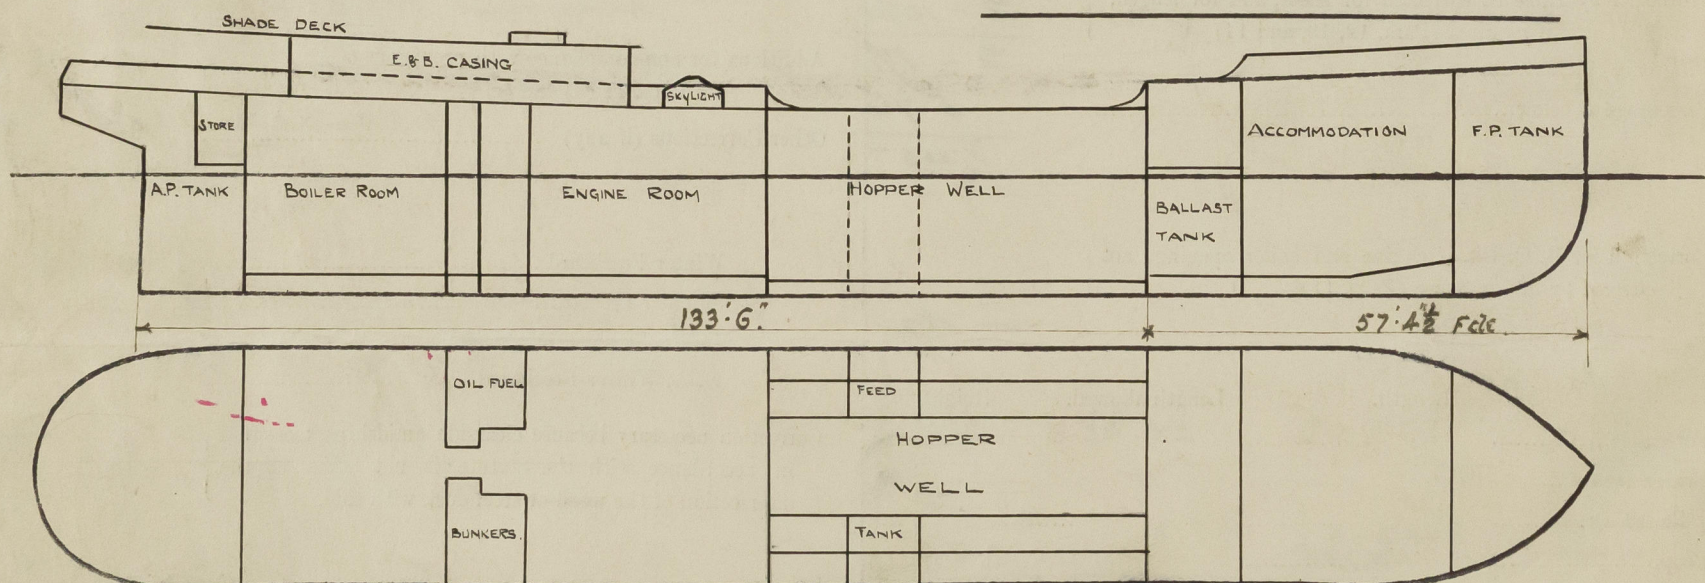 SHADE DECK
E.&B. CASING
SKYLIGHT
STORE
ACCOMMODATION
F.P. TANK
A.P. TANK
BOILER ROOM
ENGINE ROOM
HOPPER WELL
BALLAST
TANK
133'.6."
57'.4½"
OIL FUEL
FEED
HOPPER
WELL
BUNKERS.
TANK